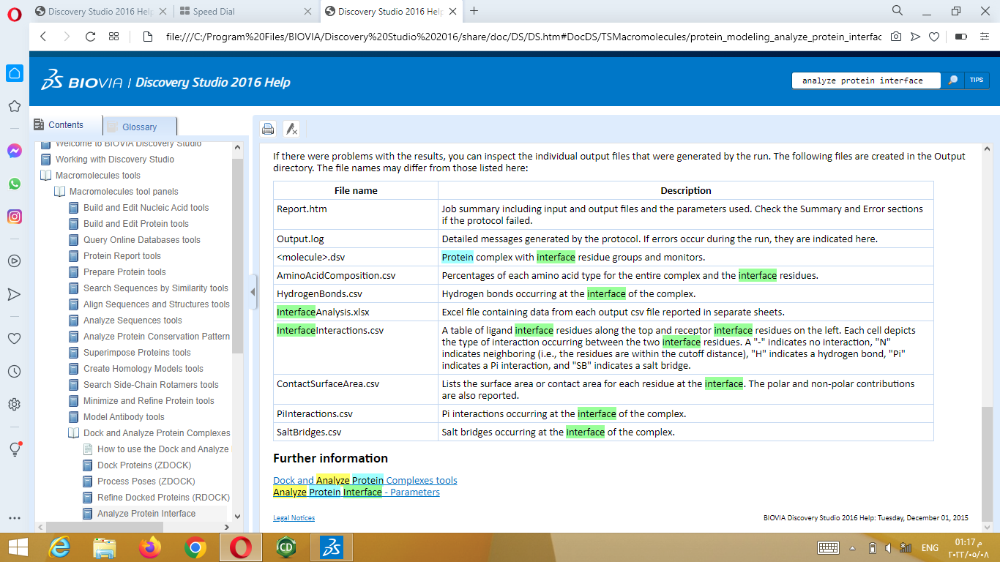 Discovery Studio 2016 Help
Speed Dial
Discovery Studio 2016 Help
file:///C:/Program%20Files/BIOVIA/Discovery%20Studio%202016/share/doc/DS/DS.htm#DocDS/TSMacromolecules/protein_modeling_analyze_protein_interfac
BIOVIA | Discovery Studio 2016 Help
analyze protein interface
TIPS
Contents
Glossary
Welcome to BIOVIA Discovery Studio
Working with Discovery Studio
Macromolecules tools
Macromolecules tool panels
Build and Edit Nucleic Acid tools
Build and Edit Protein tools
Query Online Databases tools
Protein Report tools
Prepare Protein tools
Search Sequences by Similarity tools
Align Sequences and Structures tools
Analyze Sequences tools
Analyze Protein Conservation Pattern
Superimpose Proteins tools
Create Homology Models tools
Search Side-Chain Rotamers tools
Minimize and Refine Protein tools
Model Antibody tools
Dock and Analyze Protein Complexes
How to use the Dock and Analyze
Dock Proteins (ZDOCK)
Process Poses (ZDOCK)
Refine Docked Proteins (RDOCK)
Analyze Protein Interface
If there were problems with the results, you can inspect the individual output files that were generated by the run. The following files are created in the Output
directory. The file names may differ from those listed here:
File name
Description
Report.htm
Job summary including input and output files and the parameters used. Check the Summary and Error sections
if the protocol failed.
Output.log
Detailed messages generated by the protocol. If errors occur during the run, they are indicated here.
<molecule>.dsv
Protein complex with interface residue groups and monitors.
AminoAcidComposition.csv
Percentages of each amino acid type for the entire complex and the interface residues.
HydrogenBonds.csv
Hydrogen bonds occurring at the interface of the complex.
InterfaceAnalysis.xlsx
Excel file containing data from each output csv file reported in separate sheets.
InterfaceInteractions.csv
A table of ligand interface residues along the top and receptor interface residues on the left. Each cell depicts
the type of interaction occurring between the two interface residues. A "-" indicates no interaction, "N"
indicates neighboring (i.e., the residues are within the cutoff distance), "H" indicates a hydrogen bond, "Pi"
indicates a Pi interaction, and "SB" indicates a salt bridge.
ContactSurfaceArea.csv
Lists the surface area or contact area for each residue at the interface. The polar and non-polar contributions
are also reported.
PiInteractions.csv
Pi interactions occurring at the interface of the complex.
SaltBridges.csv
Salt bridges occurring at the interface of the complex.
Further information
Dock and Analyze Protein Complexes tools
Analyze Protein Interface - Parameters
Legal Notices
BIOVIA Discovery Studio 2016 Help: Tuesday, December 01, 2015
CD
ENG
01:17 م
٢٠٢٢/٠٥/٠٨